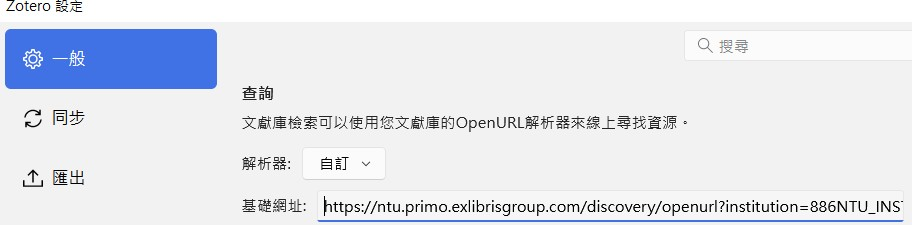 Zotero 設定
一般
搜尋
查詢
同步
文獻庫檢索可以使用您文獻庫的OpenURL解析器來線上尋找資源。
解析器: 自訂
匯出
基礎網址: https://ntu.primo.exlibrisgroup.com/discovery/openurl?institution=886NTU_INST